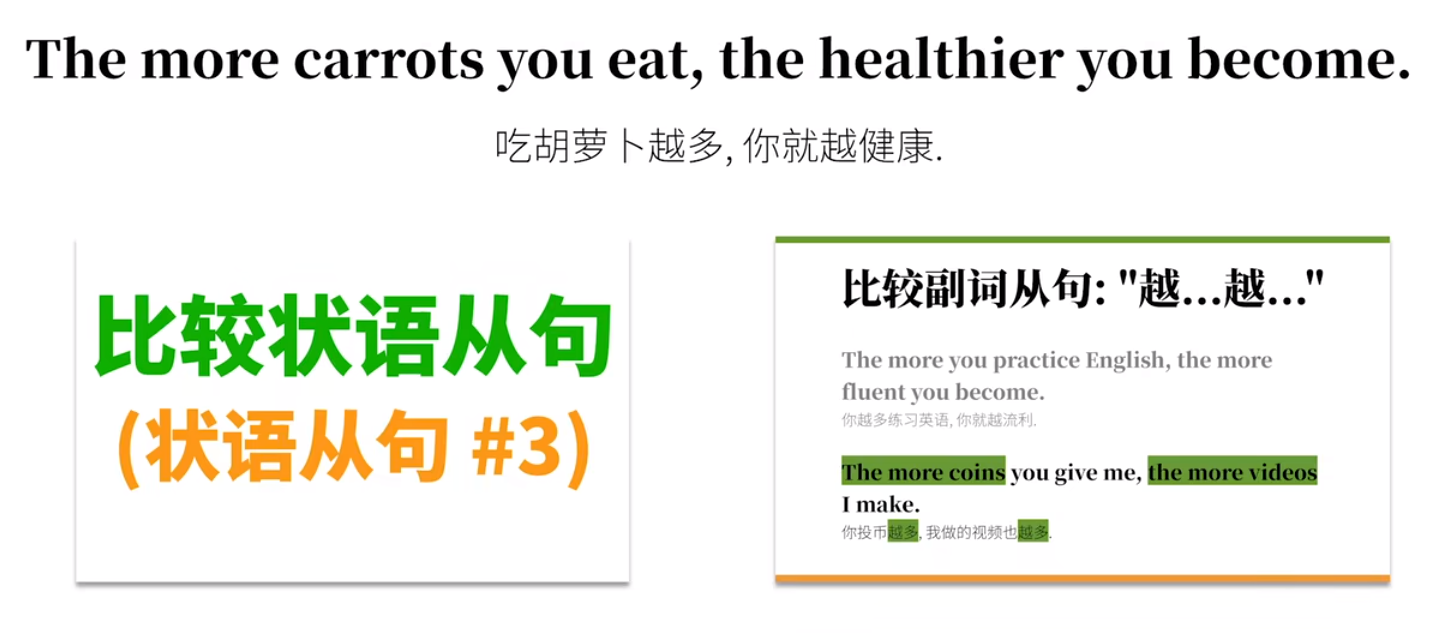 The more carrots you eat, the healthier you become.
吃胡萝卜越多, 你就越健康.
比较状语从句
(状语从句 #3)
比较副词从句: "越...越..."
The more you practice English, the more
fluent you become.
你越多练习英语, 你就越流利.
The more coins you give me, the more videos
I make.
你投币越多, 我做的视频也越多.